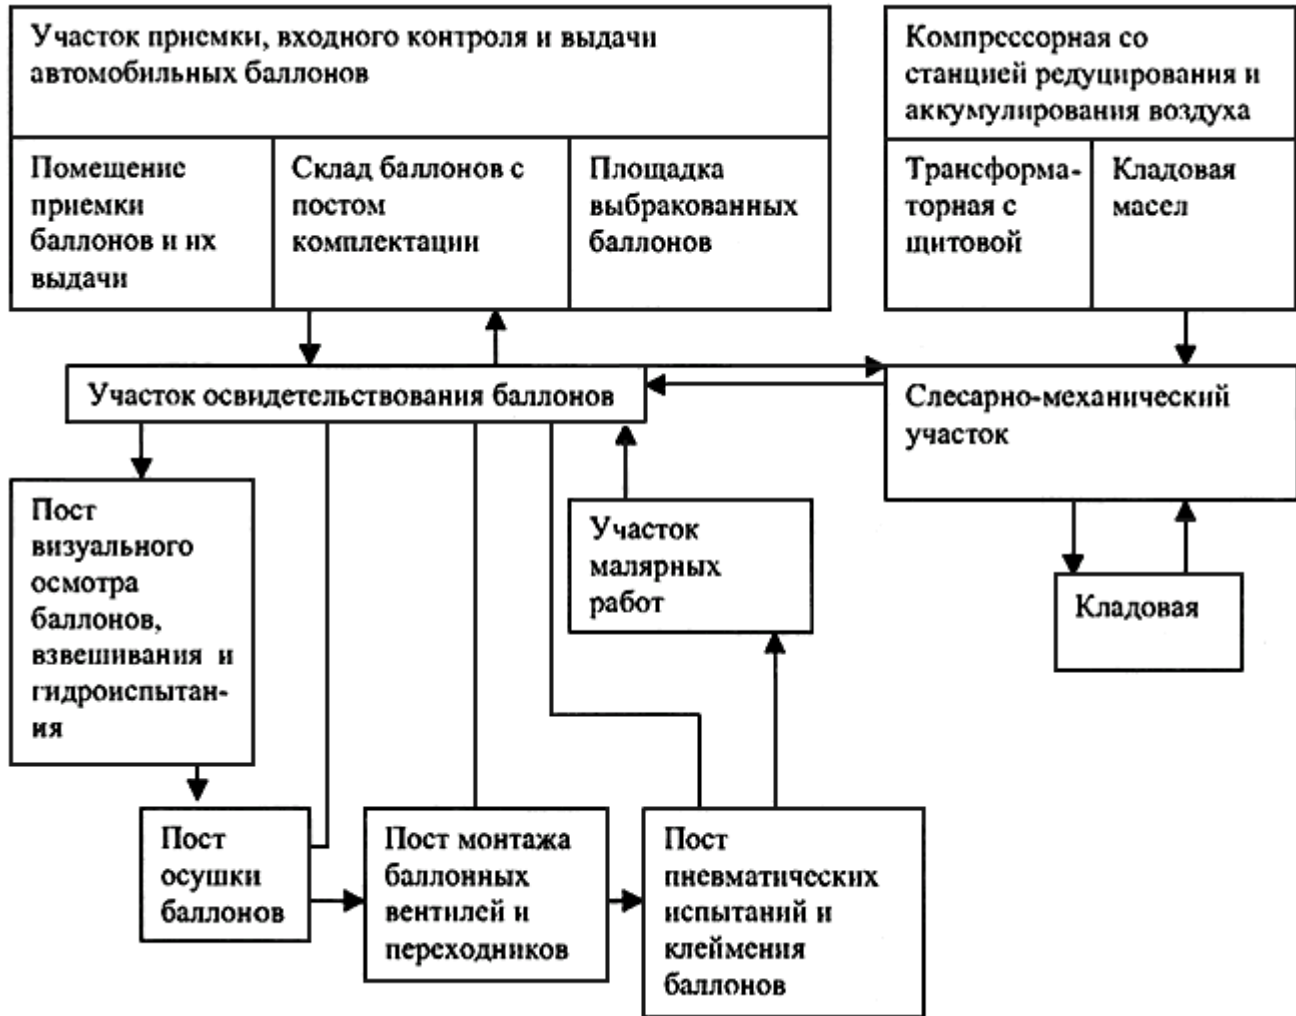 Участок приемки, входного контроля и выдачи
автомобильных баллонов
Помещение
приемки
баллонов и их
выдачи
Склад баллонов с
постом
комплектации
Площадка
выбракованных
баллонов
Компрессорная со
станцией редуцирования и
аккумулирования воздуха
Трансформа-
торная с
щитовой
Кладовая
масел
Участок освидетельствования баллонов
Слесарно-механический
участок
Пост
визуального
осмотра
баллонов,
взвешивания и
гидроиспытан-
ия
Участок
малярных
работ
Кладовая
Пост
осушки
баллонов
Пост монтажа
баллонных
вентилей и
переходников
Пост
пневматических
испытаний и
клеймения
баллонов